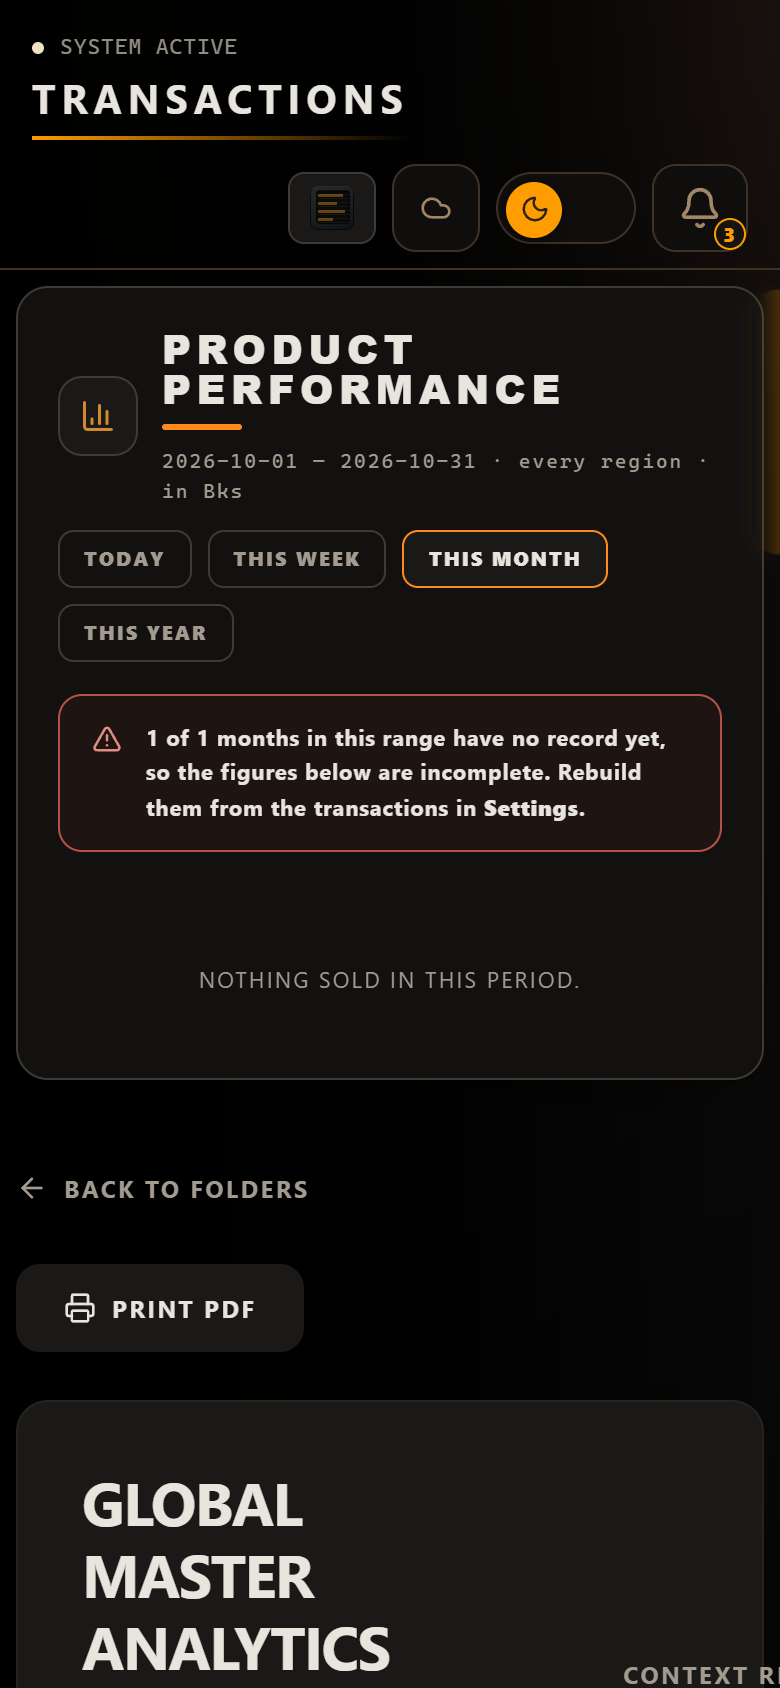 SYSTEM ACTIVE
TRANSACTIONS
3
PRODUCT
PERFORMANCE
2026-10-01 — 2026-10-31 · every region ·
in Bks
TODAY
THIS WEEK
THIS MONTH
THIS YEAR
1 of 1 months in this range have no record yet,
so the figures below are incomplete. Rebuild
them from the transactions in Settings.
NOTHING SOLD IN THIS PERIOD.
BACK TO FOLDERS
PRINT PDF
GLOBAL
MASTER
ANALYTICS
CONTEXT